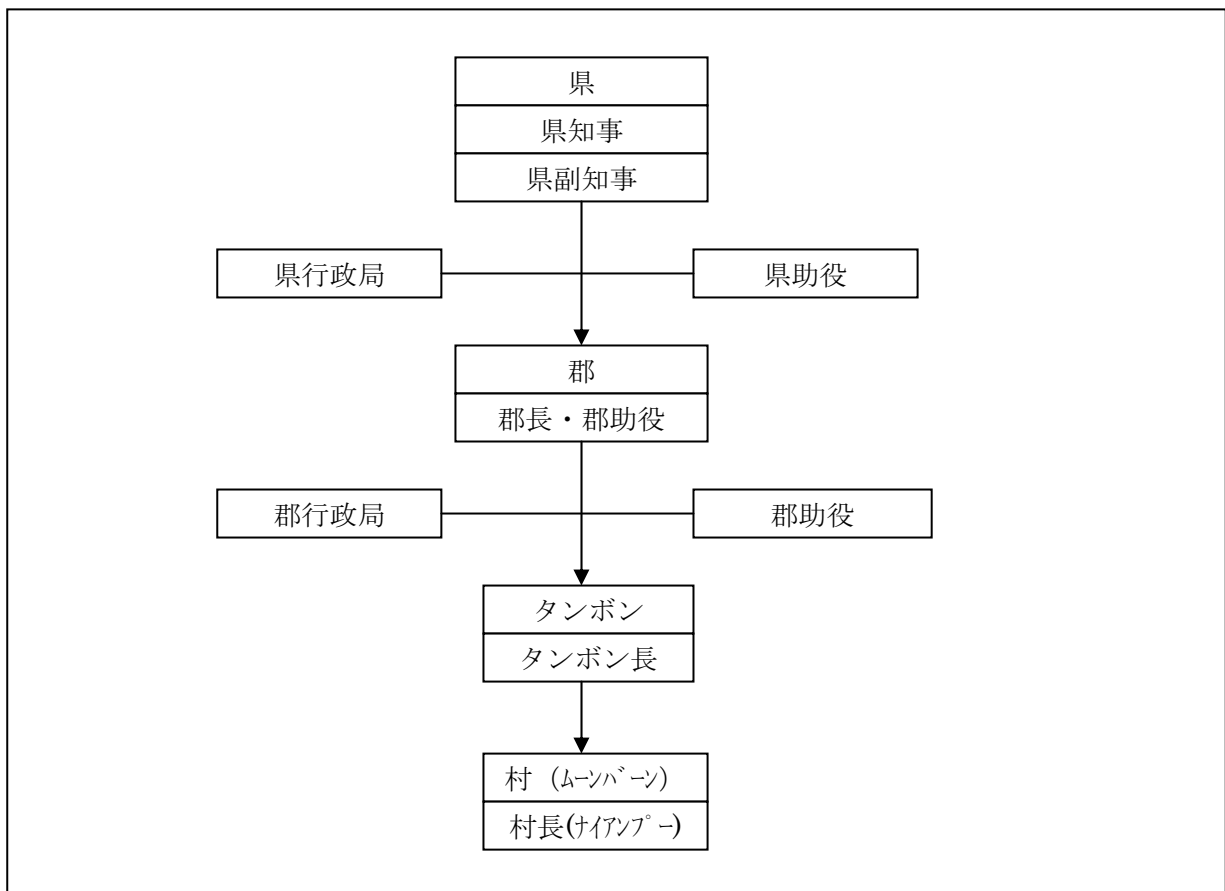 県
県知事
県副知事
県行政局
県助役
郡
郡長・郡助役
郡行政局
郡助役
タンボン
タンボン長
村 (ムーンバーン)
村長(ナイアンプー)